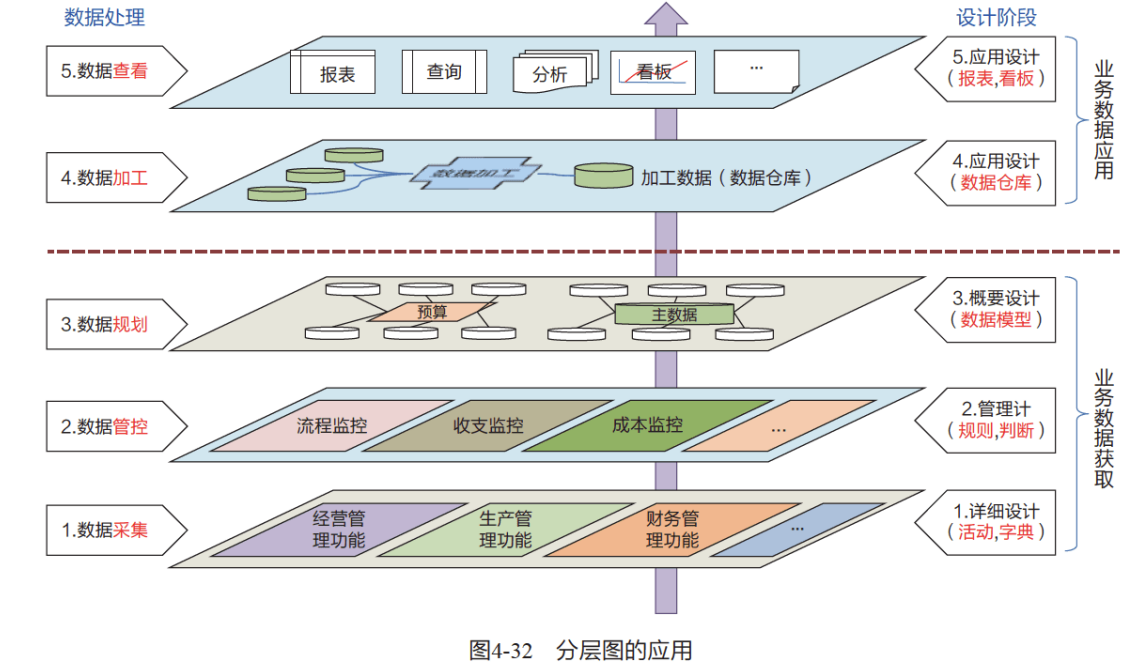 数据处理
设计阶段
5.数据查看
报表
查询
分析
看板
...
5.应用设计
（报表,看板）
业务数据应用
4.数据加工
数据加工
加工数据（数据仓库）
4.应用设计
（数据仓库）
3.数据规划
预算
主数据
3.概要设计
（数据模型）
2.数据管控
流程监控
收支监控
成本监控
...
2.管理计
（规则,判断）
业务数据获取
1.数据采集
经营管
理功能
生产管
理功能
财务管
理功能
...
1.详细设计
（活动,字典）
图4-32 分层图的应用